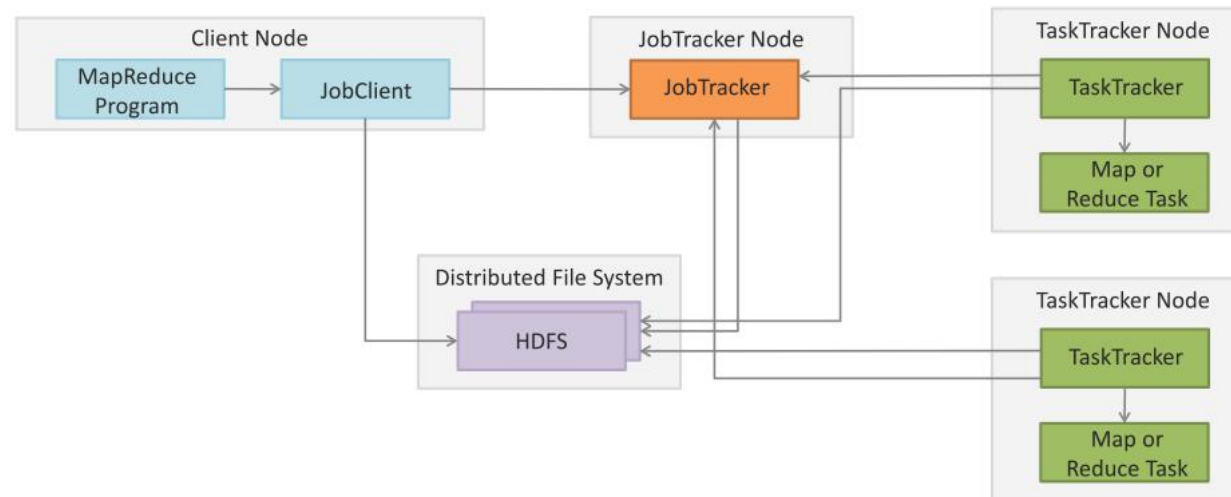 Client Node
MapReduce
Program
JobClient
JobTracker Node
JobTracker
TaskTracker Node
TaskTracker
Map or
Reduce Task
Distributed File System
HDFS
TaskTracker Node
TaskTracker
Map or
Reduce Task